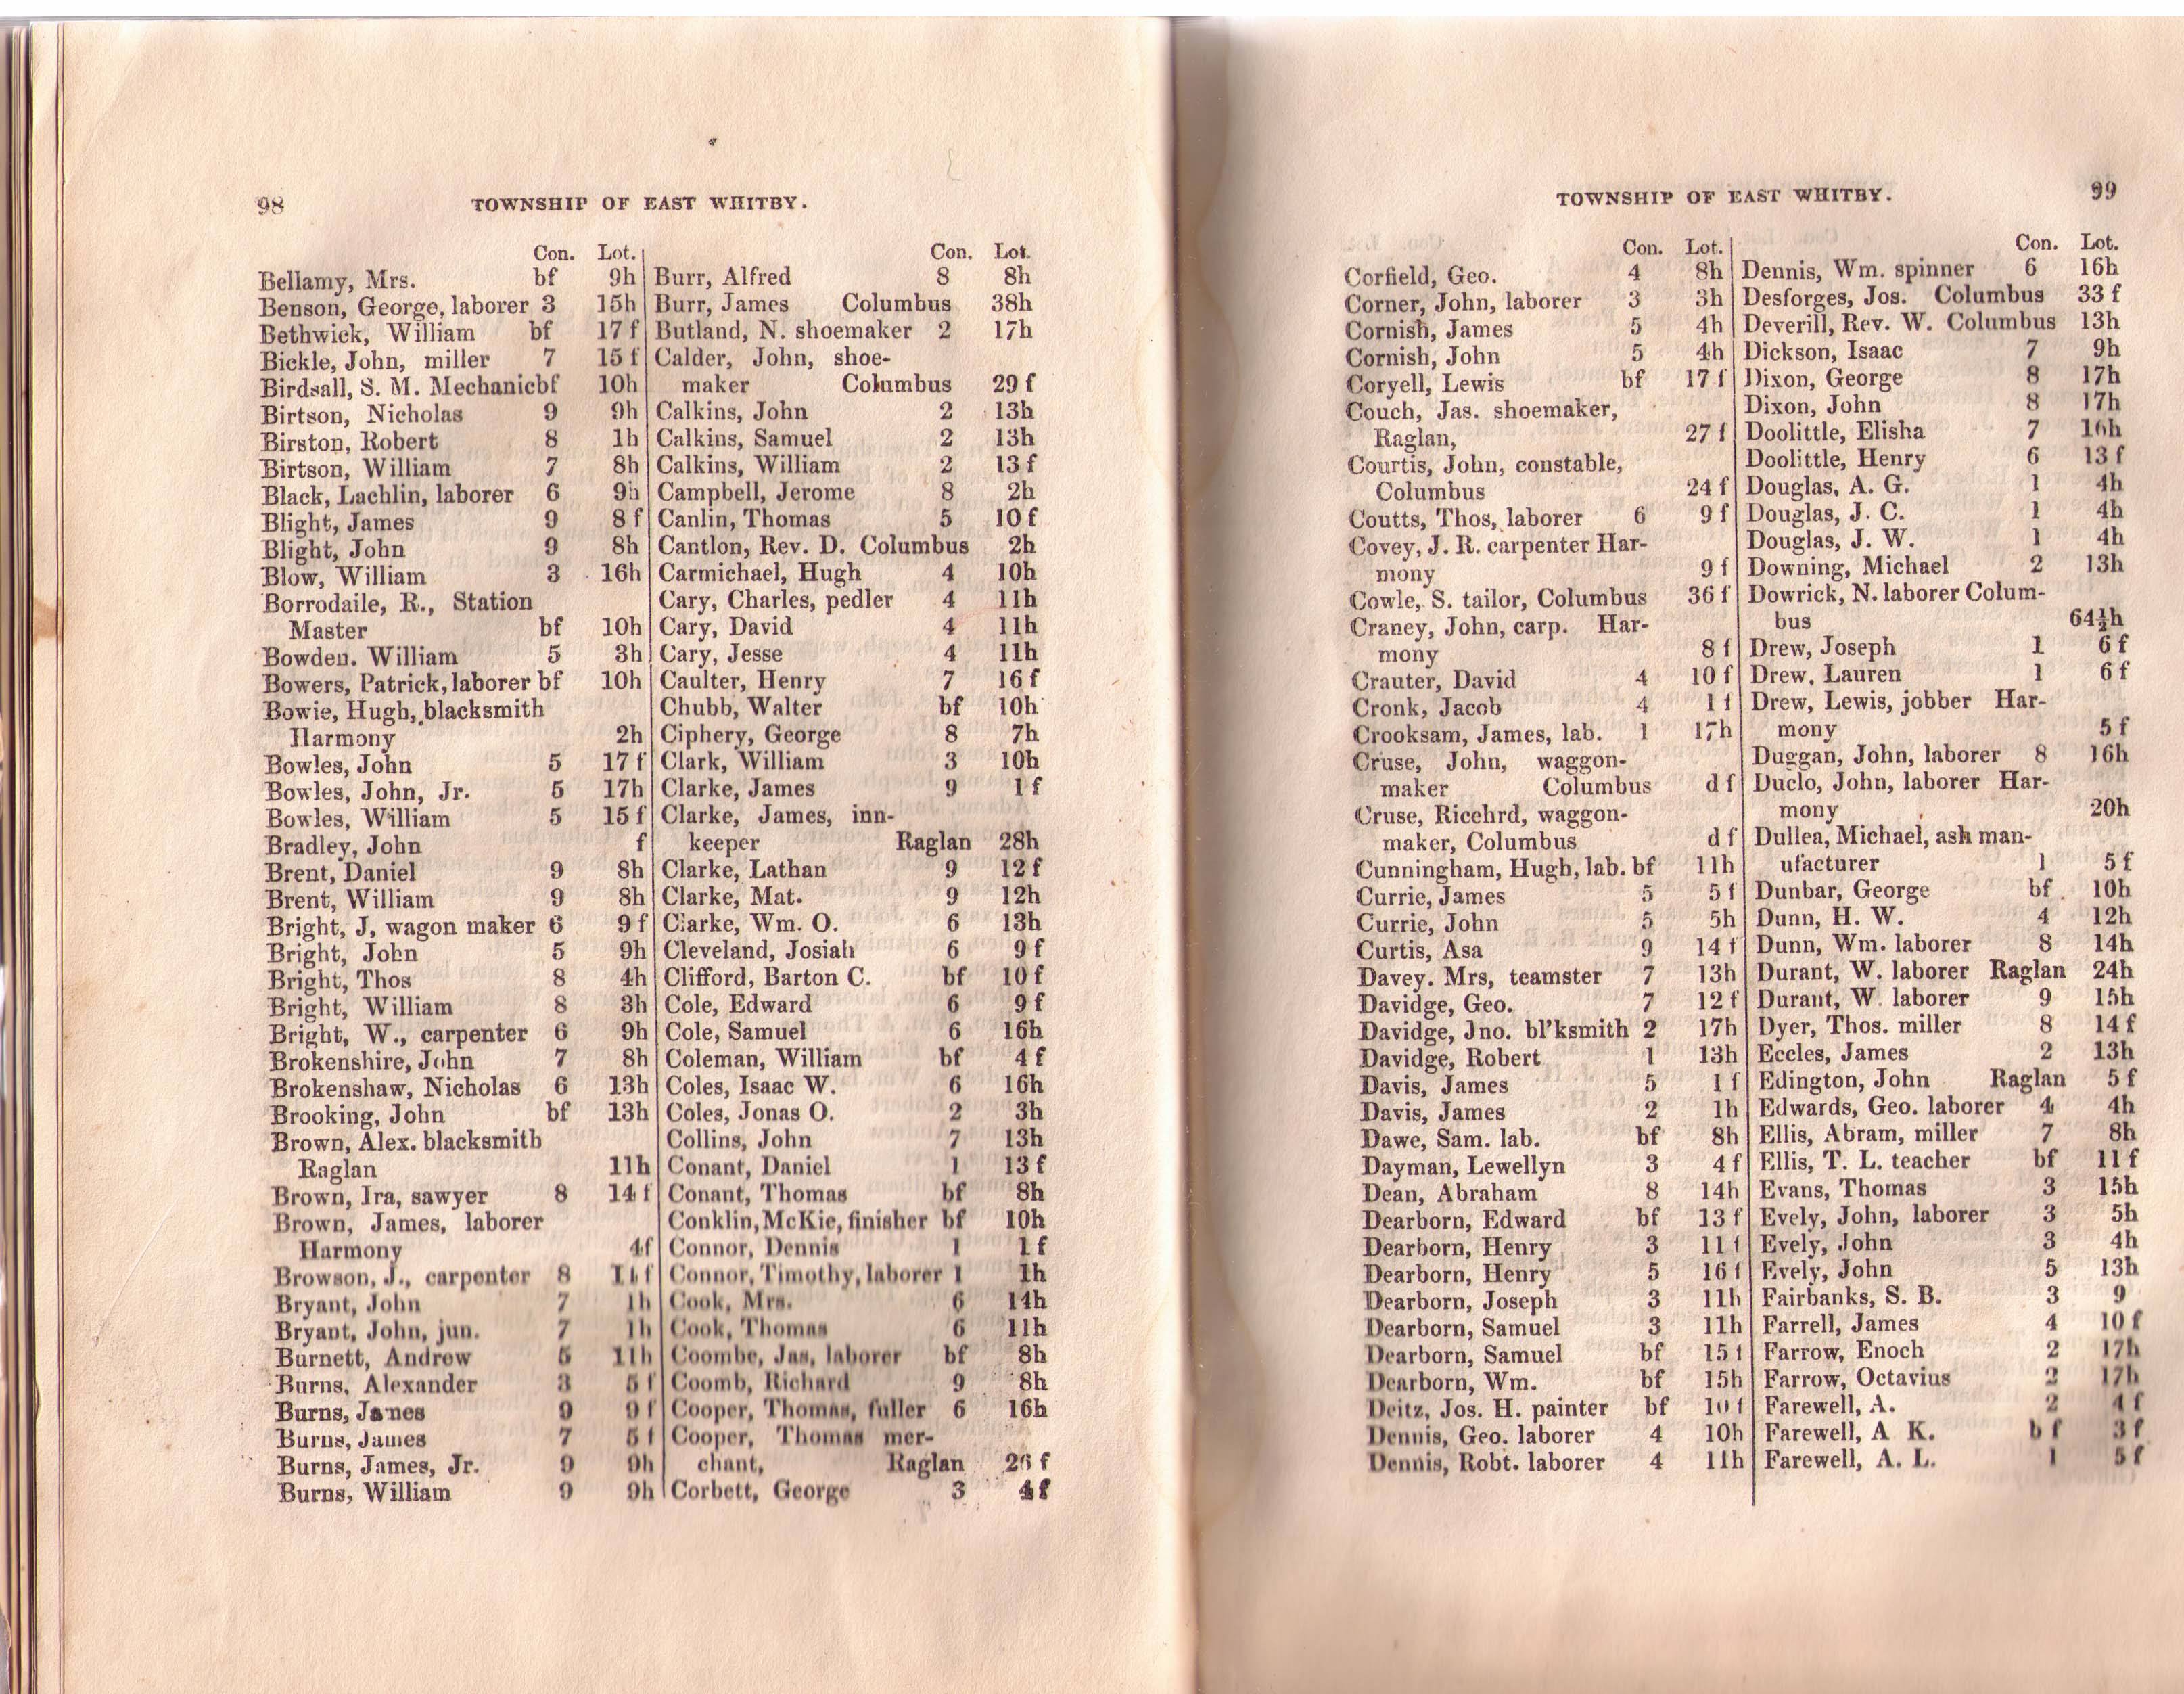 98
TOWNSHIP OF EAST WHITBY.
Con. Lot.
Bellamy, Mrs. bf 9h
Benson, George, laborer 3 15h
Bethwick, William bf 17 f
Bickle, John, miller 7 15 f
Birdsall, S. M. Mechanic bf 10h
Birtson, Nicholas 9 9h
Birston, Robert 8 1h
Birtson, William 7 8h
Black, Lachlin, laborer 6 9h
Blight, James 9 8 f
Blight, John 9 8h
Blow, William 3 16h
Borrodaile, R., Station
Master bf 10h
Bowden. William 5 3h
Bowers, Patrick, laborer bf 10h
Bowie, Hugh, blacksmith
Harmony 2h
Bowles, John 5 17 f
Bowles, John, Jr. 5 17h
Bowles, William 5 15 f
Bradley, John f
Brent, Daniel 9 8h
Brent, William 9 8h
Bright, J, wagon maker 6 9 f
Bright, John 5 9h
Bright, Thos 8 4h
Bright, William 8 3h
Bright, W., carpenter 6 9h
Brokenshire, John 7 8h
Brokenshaw, Nicholas 6 13h
Brooking, John bf 13h
Brown, Alex. blacksmith
Raglan 11h
Brown, Ira, sawyer 8 14 f
Brown, James, laborer
Harmony 4f
Browson, J., carpenter 8
Bryant, John 7 1h
Bryant, John, jun. 7 1h
Burnett, Andrew 5 11h
Burns, Alexander 3 5 f
Burns, James 9 9 f
Burns, James 7 5 f
Burns, James, Jr. 9 9h
Burns, William 9 9h
Con. Lot.
Burr, Alfred 8 8h
Burr, James Columbus 38h
Butland, N. shoemaker 2 17h
Calder, John, shoe-
maker Columbus 29 f
Calkins, John 2 13h
Calkins, Samuel 2 13h
Calkins, William 2 13 f
Campbell, Jerome 8 2h
Canlin, Thomas 5 10 f
Cantlon, Rev. D. Columbus 2h
Carmichael, Hugh 4 10h
Cary, Charles, pedler 4 11h
Cary, David 4 11h
Cary, Jesse 4 11h
Caulter, Henry 7 16 f
Chubb, Walter bf 10h
Ciphery, George 8 7h
Clark, William 3 10h
Clarke, James 9 1 f
Clarke, James, inn-
keeper Raglan 28h
Clarke, Lathan 9 12 f
Clarke, Mat. 9 12h
Clarke, Wm. O. 6 13h
Cleveland, Josiah 6 9 f
Clifford, Barton C. bf 10 f
Cole, Edward 6 9 f
Cole, Samuel 6 16h
Coleman, William bf 4 f
Coles, Isaac W. 6 16h
Coles, Jonas O. 2 3h
Collins, John 7 13h
Conant, Daniel 1 13 f
Conant, Thomas bf 8h
Conklin, McKie, finisher bf 10h
Connor, Dennis 1 1 f
Connor, Timothy, laborer 1 1h
Cook, Mrs. 6 14h
Cook, Thomas 6 11h
Coombe, Jas, laborer bf 8h
Coomb, Richard 9 8h
Cooper, Thomas, fuller 6 16h
Cooper, Thomas mer-
chant, Raglan 26 f
Corbett, George 3 4 f
TOWNSHIP OF EAST WHITBY.
99
Con. Lot.
Corfield, Geo. 4 8h
Corner, John, laborer 3 3h
Cornish, James 5 4h
Cornish, John 5 4h
Coryell, Lewis bf 17 f
Couch, Jas. shoemaker,
Raglan, 27 f
Courtis, John, constable,
Columbus 24 f
Coutts, Thos, laborer 6 9 f
Covey, J. R. carpenter Har-
mony 9 f
Cowle, S. tailor, Columbus 36 f
Craney, John, carp. Har-
mony 8 f
Crauter, David 4 10 f
Cronk, Jacob 4 1 f
Crooksam, James, lab. 1 17h
Cruse, John, waggon-
maker Columbus d f
Cruse, Ricehrd, waggon-
maker, Columbus d f
Cunningham, Hugh, lab. bf 11h
Currie, James 5 5 f
Currie, John 5 5h
Curtis, Asa 9 14 f
Davey. Mrs, teamster 7 13h
Davidge, Geo. 7 12 f
Davidge, Jno. bl'ksmith 2 17h
Davidge, Robert 1 13h
Davis, James 5 1 f
Davis, James 2 1h
Dawe, Sam. lab. bf 8h
Dayman, Lewellyn 3 4 f
Dean, Abraham 8 14h
Dearborn, Edward bf 13 f
Dearborn, Henry 3 11 f
Dearborn, Henry 5 16 f
Dearborn, Joseph 3 11h
Dearborn, Samuel 3 11h
Dearborn, Samuel bf 15 f
Dearborn, Wm. bf 15h
Deitz, Jos. H. painter bf 10 f
Dennis, Geo. laborer 4 10h
Dennis, Robt. laborer 4 11h
Con. Lot.
Dennis, Wm. spinner 6 16h
Desforges, Jos. Columbus 33 f
Deverill, Rev. W. Columbus 13h
Dickson, Isaac 7 9h
Dixon, George 8 17h
Dixon, John 8 17h
Doolittle, Elisha 7 16h
Doolittle, Henry 6 13 f
Douglas, A. G. 1 4h
Douglas, J. C. 1 4h
Douglas, J. W. 1 4h
Downing, Michael 2 13h
Dowrick, N. laborer Colum-
bus 64½h
Drew, Joseph 1 6 f
Drew, Lauren 1 6 f
Drew, Lewis, jobber Har-
mony 5 f
Duggan, John, laborer 8 16h
Duclo, John, laborer Har-
mony 20h
Dullea, Michael, ash man-
ufacturer 1 5 f
Dunbar, George bf 10h
Dunn, H. W. 4 12h
Dunn, Wm. laborer 8 14h
Durant, W. laborer Raglan 24h
Durant, W. laborer 9 15h
Dyer, Thos. miller 8 14 f
Eccles, James 2 13h
Edington, John Raglan 5 f
Edwards, Geo. laborer 4 4h
Ellis, Abram, miller 7 8h
Ellis, T. L. teacher bf 11 f
Evans, Thomas 3 15h
Evely, John, laborer 3 5h
Evely, John 3 4h
Evely, John 5 13h
Fairbanks, S. B. 3 9
Farrell, James 4 10 f
Farrow, Enoch 2 17h
Farrow, Octavius 2 17h
Farewell, A. 2 4 f
Farewell, A K. b f 3 f
Farewell, A. L. 1 5 f